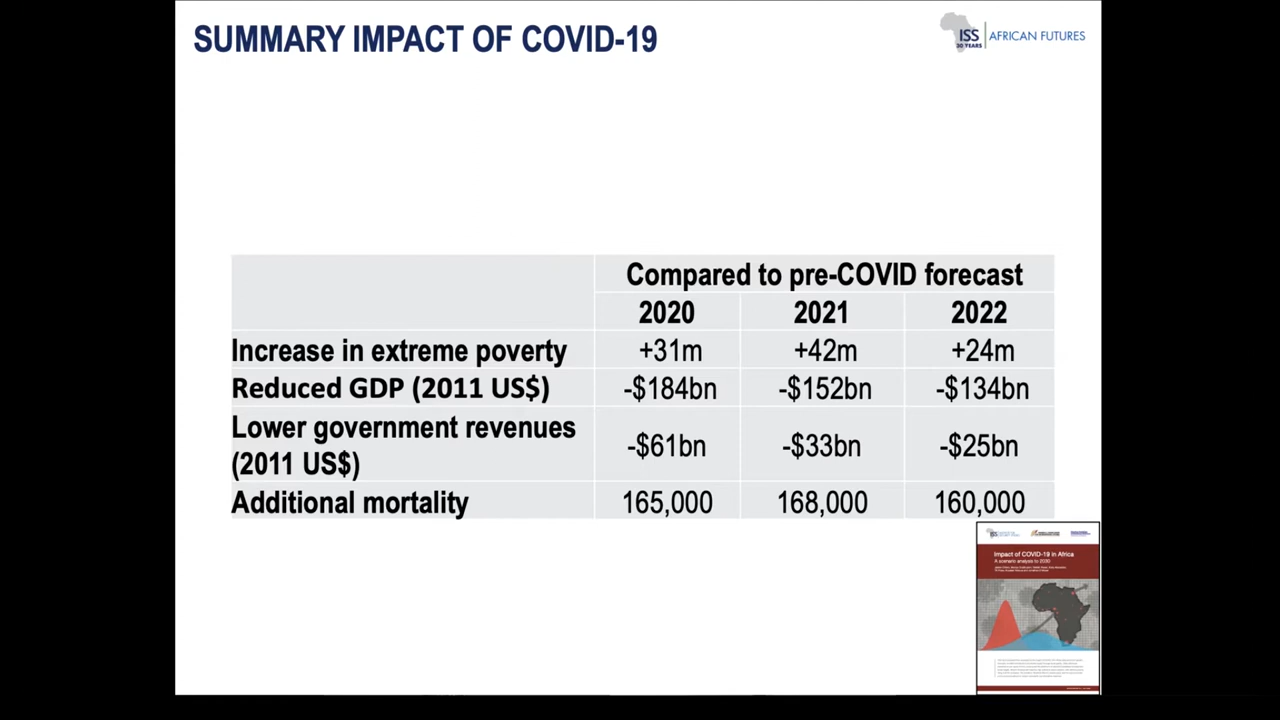 SUMMARY IMPACT OF COVID-19
ISS
30 YEARS
AFRICAN FUTURES
Compared to pre-COVID forecast
2020 2021 2022
Increase in extreme poverty +31m +42m +24m
Reduced GDP (2011 US$) -$184bn -$152bn -$134bn
Lower government revenues
(2011 US$) -$61bn -$33bn -$25bn
Additional mortality 165,000 168,000 160,000
Impact of COVID-19 in Africa
A scenario analysis to 2030